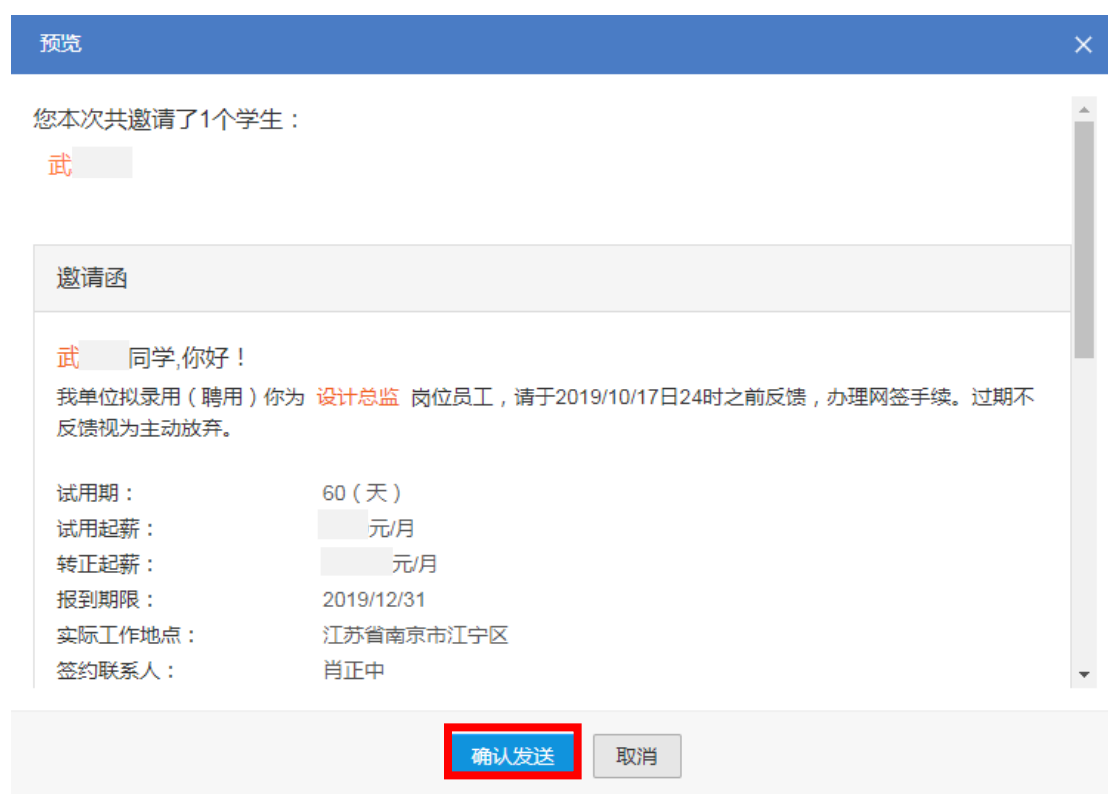 预览
您本次共邀请了1个学生：
武
邀请函
武 同学,你好！
我单位拟录用（聘用）你为 设计总监 岗位员工，请于2019/10/17日24时之前反馈，办理网签手续。过期不
反馈视为主动放弃。
试用期： 60（天）
试用起薪： 元/月
转正起薪： 元/月
报到期限： 2019/12/31
实际工作地点： 江苏省南京市江宁区
签约联系人： 肖正中
确认发送 取消